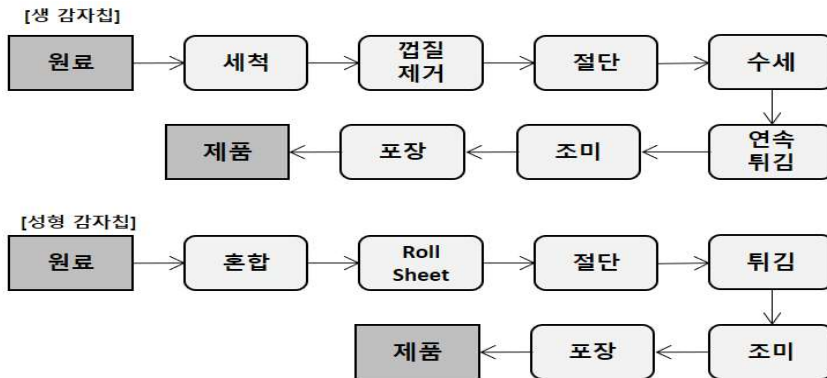 [생 감자칩]
원료
세척
껍질
제거
절단
수세
연속
튀김
조미
포장
제품
[성형 감자칩]
원료
혼합
Roll
Sheet
절단
튀김
조미
포장
제품